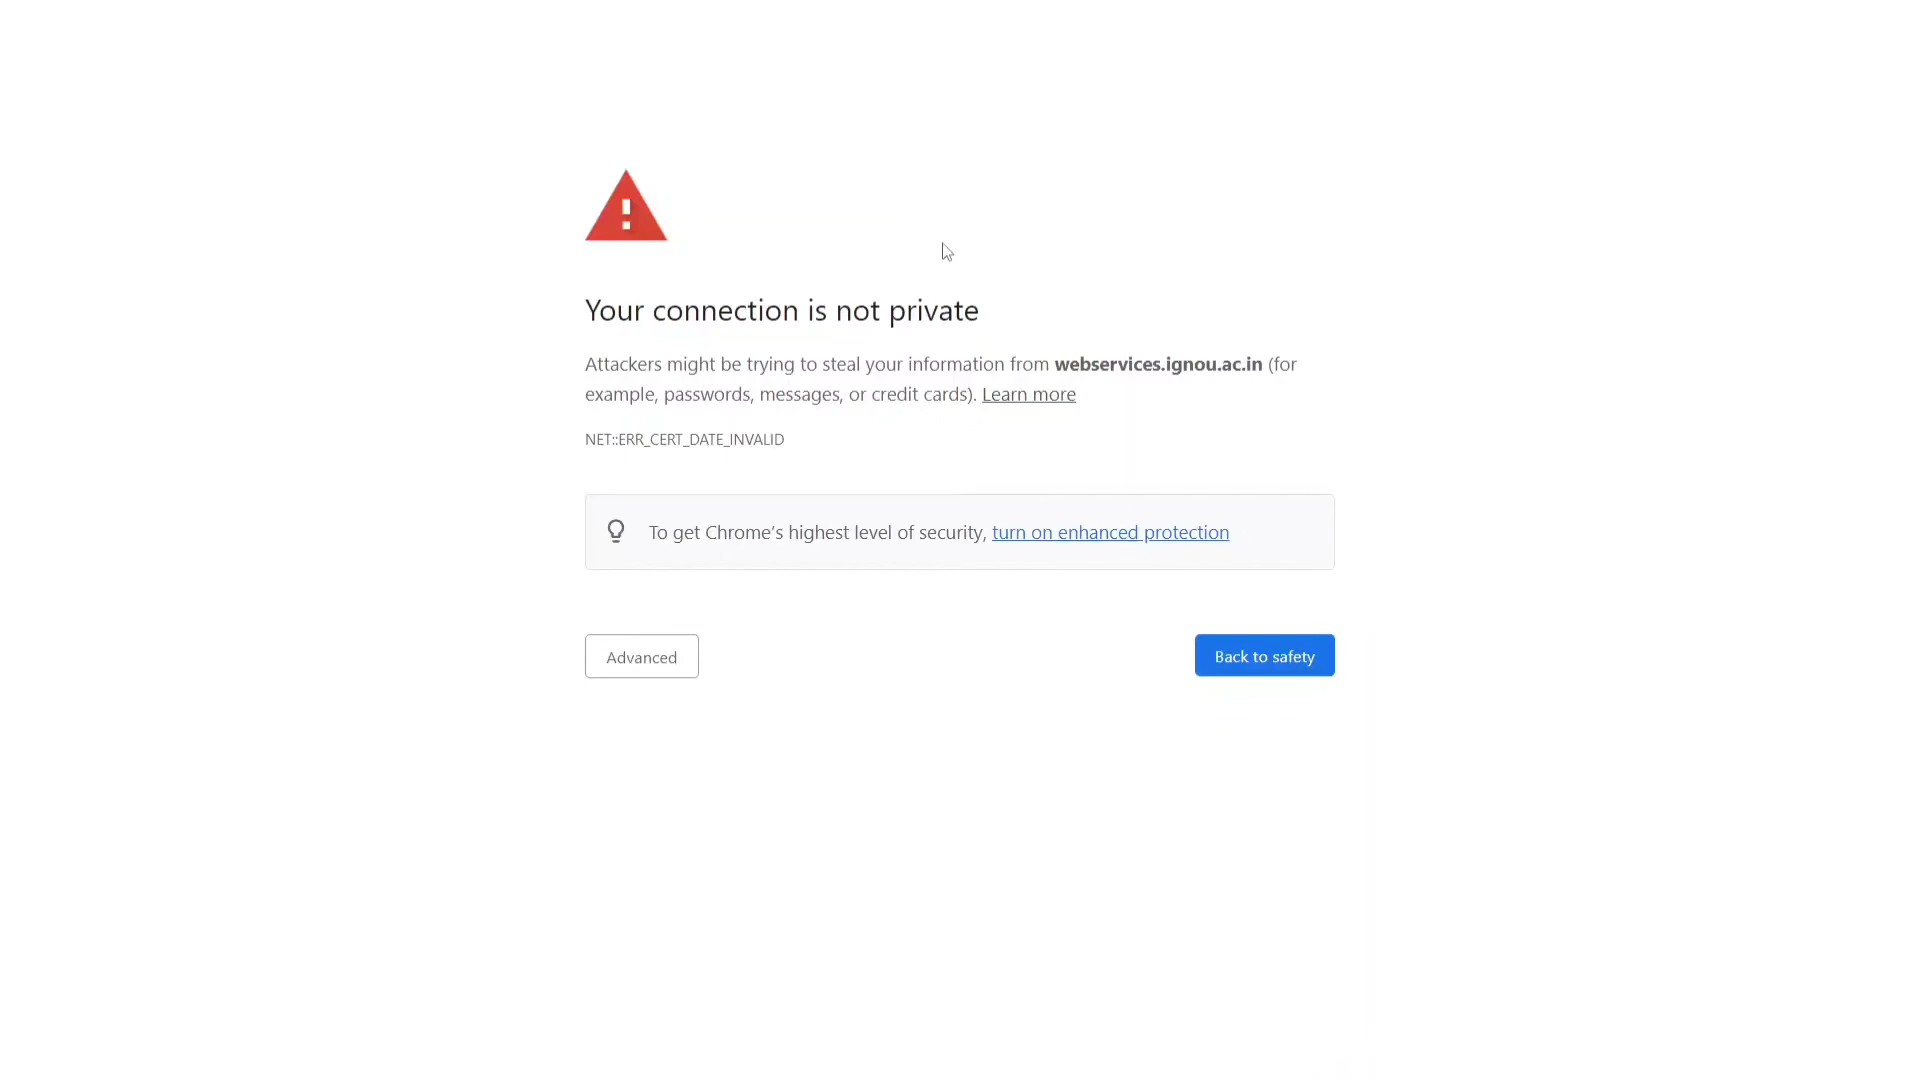 Your connection is not private
Attackers might be trying to steal your information from webservices.ignou.ac.in (for
example, passwords, messages, or credit cards). Learn more
NET::ERR_CERT_DATE_INVALID
To get Chrome's highest level of security, turn on enhanced protection
Advanced
Back to safety